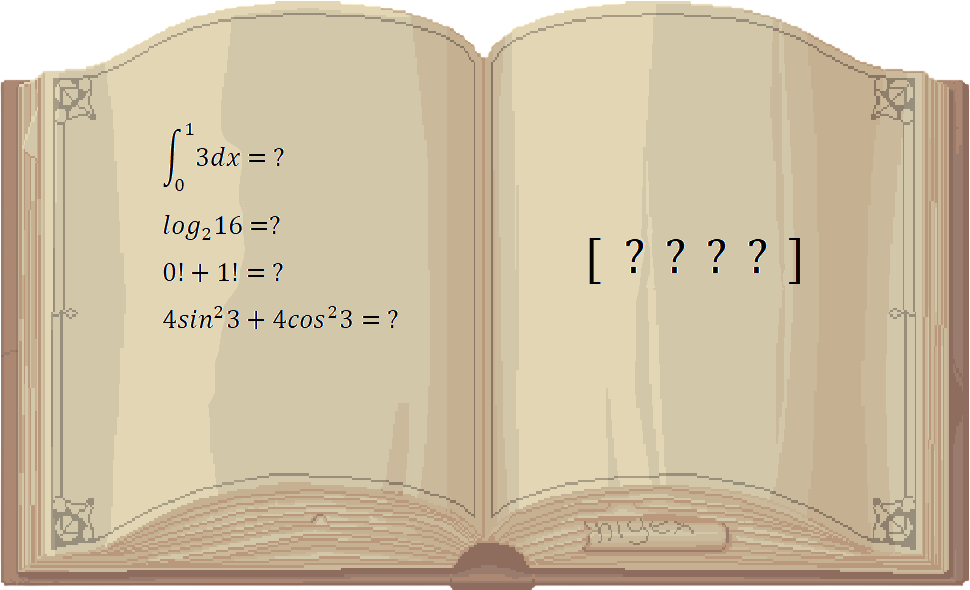 ∫₀¹ 3dx = ?
log₂16 =?
0! + 1! = ?
4sin²3 + 4cos²3 = ?
[ ? ? ? ? ]